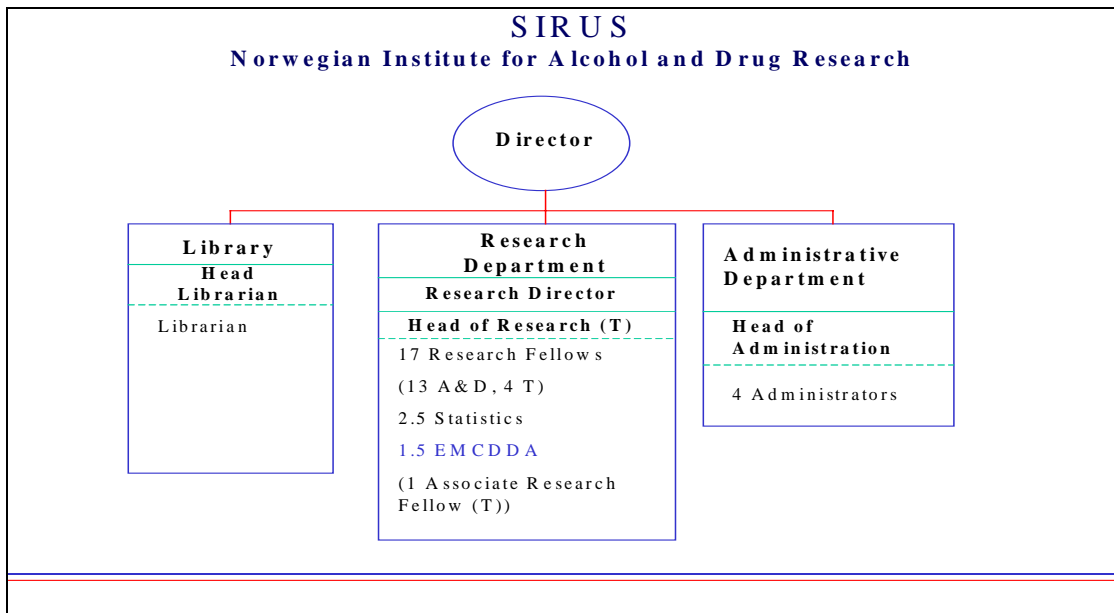 SIRUS
Norwegian Institute for Alcohol and Drug Research
Director
Library
Head
Librarian
Librarian
Research
Department
Research Director
Head of Research (T)
17 Research Fellows
(13 A&D, 4 T)
2.5 Statistics
1.5 EMCDDA
(1 Associate Research
Fellow (T))
Administrative
Department
Head of
Administration
4 Administrators